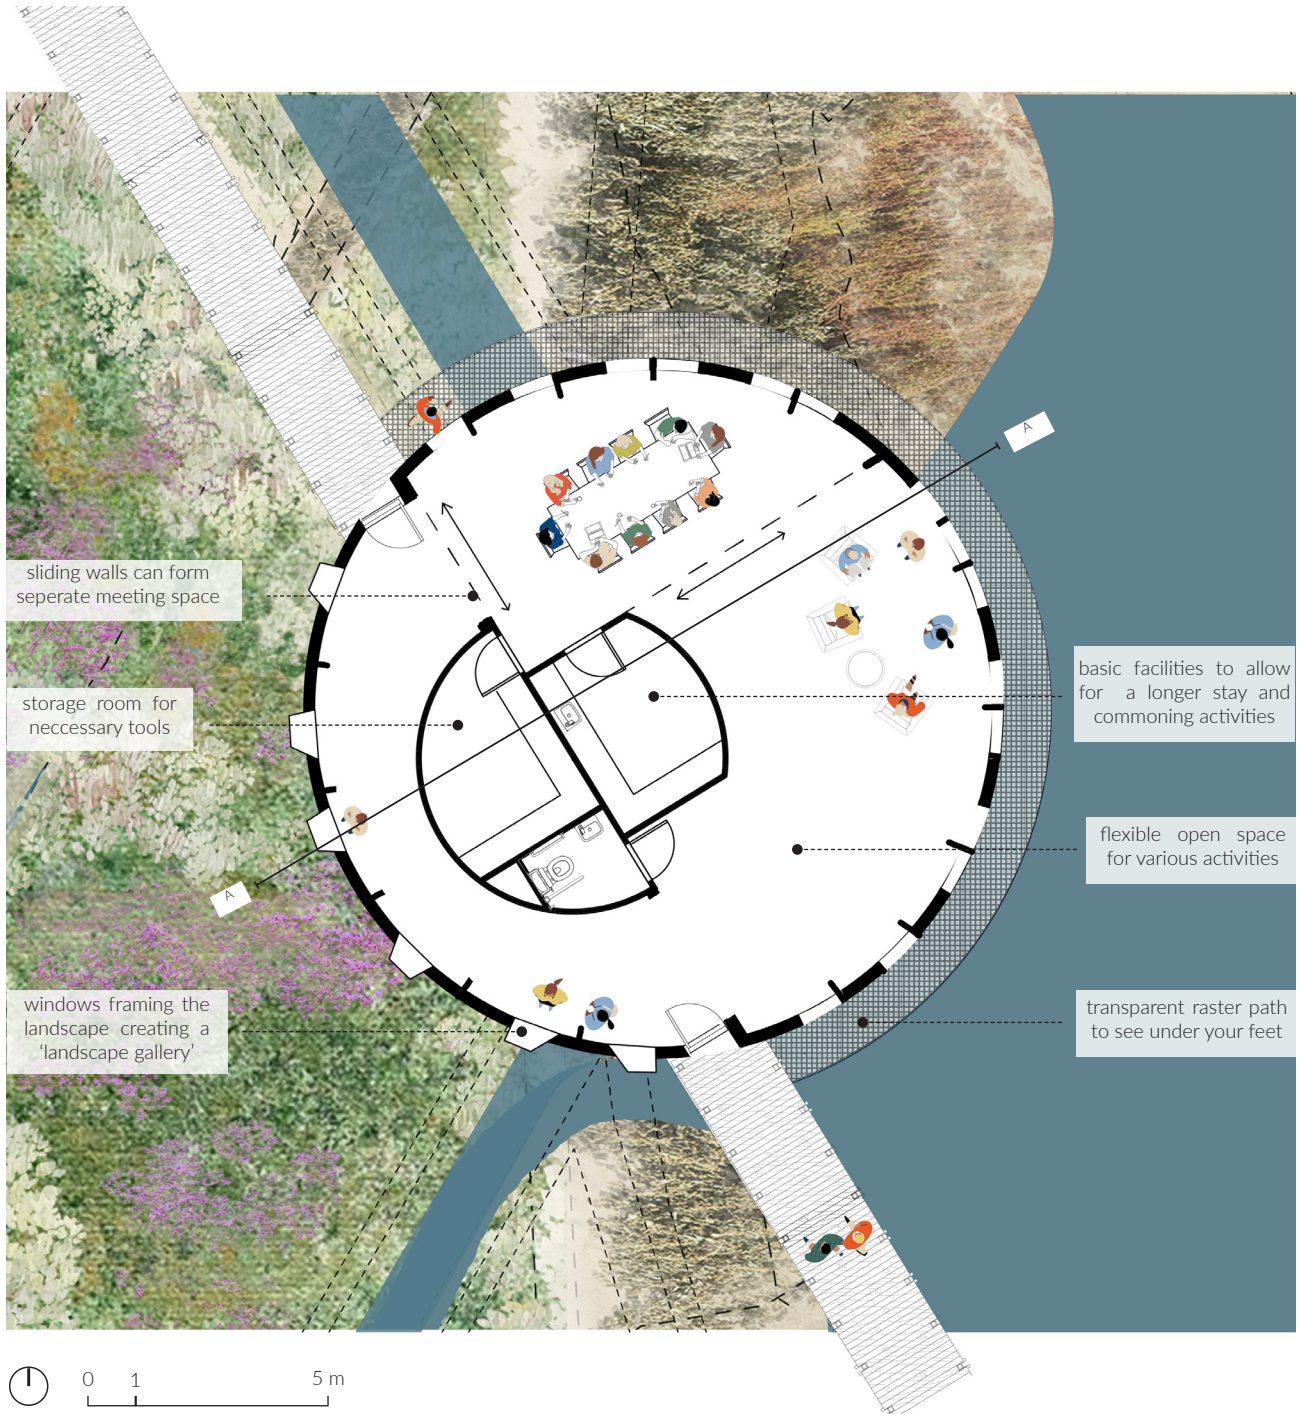 A
sliding walls can form
seperate meeting space
basic facilities to allow
for a longer stay and
commoning activities
storage room for
neccessary tools
flexible open space
for various activities
A
windows framing the
landscape creating a
‘landscape gallery’
transparent raster path
to see under your feet
0 1 5 m